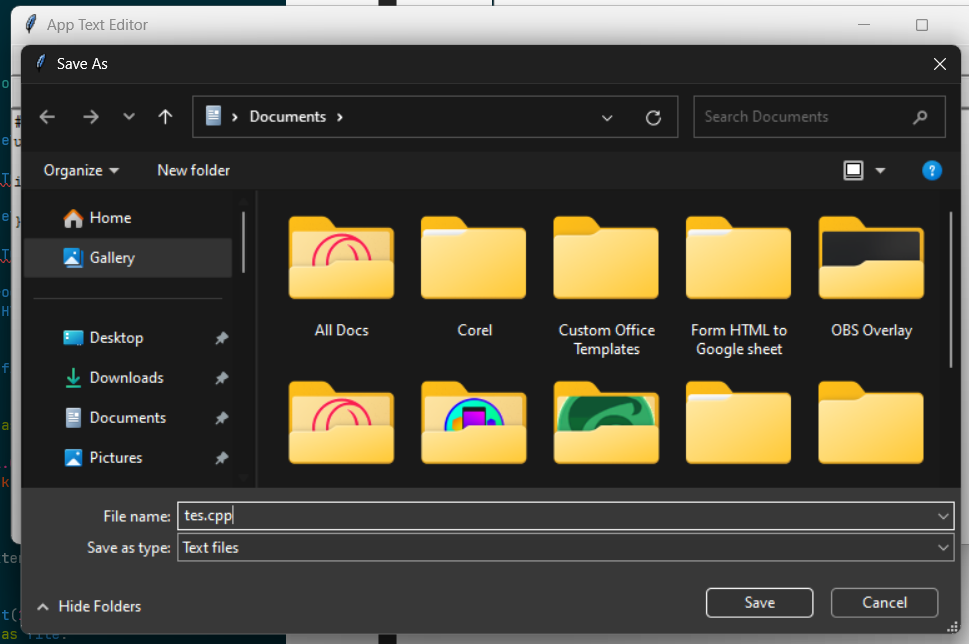 App Text Editor
Save As
Documents
Search Documents
Organize
New folder
Home
Gallery
Desktop
Downloads
Documents
Pictures
All Docs
Corel
Custom Office
Templates
Form HTML to
Google sheet
OBS Overlay
File name:
tes.cpp
Save as type:
Text files
Hide Folders
Save
Cancel
as file.